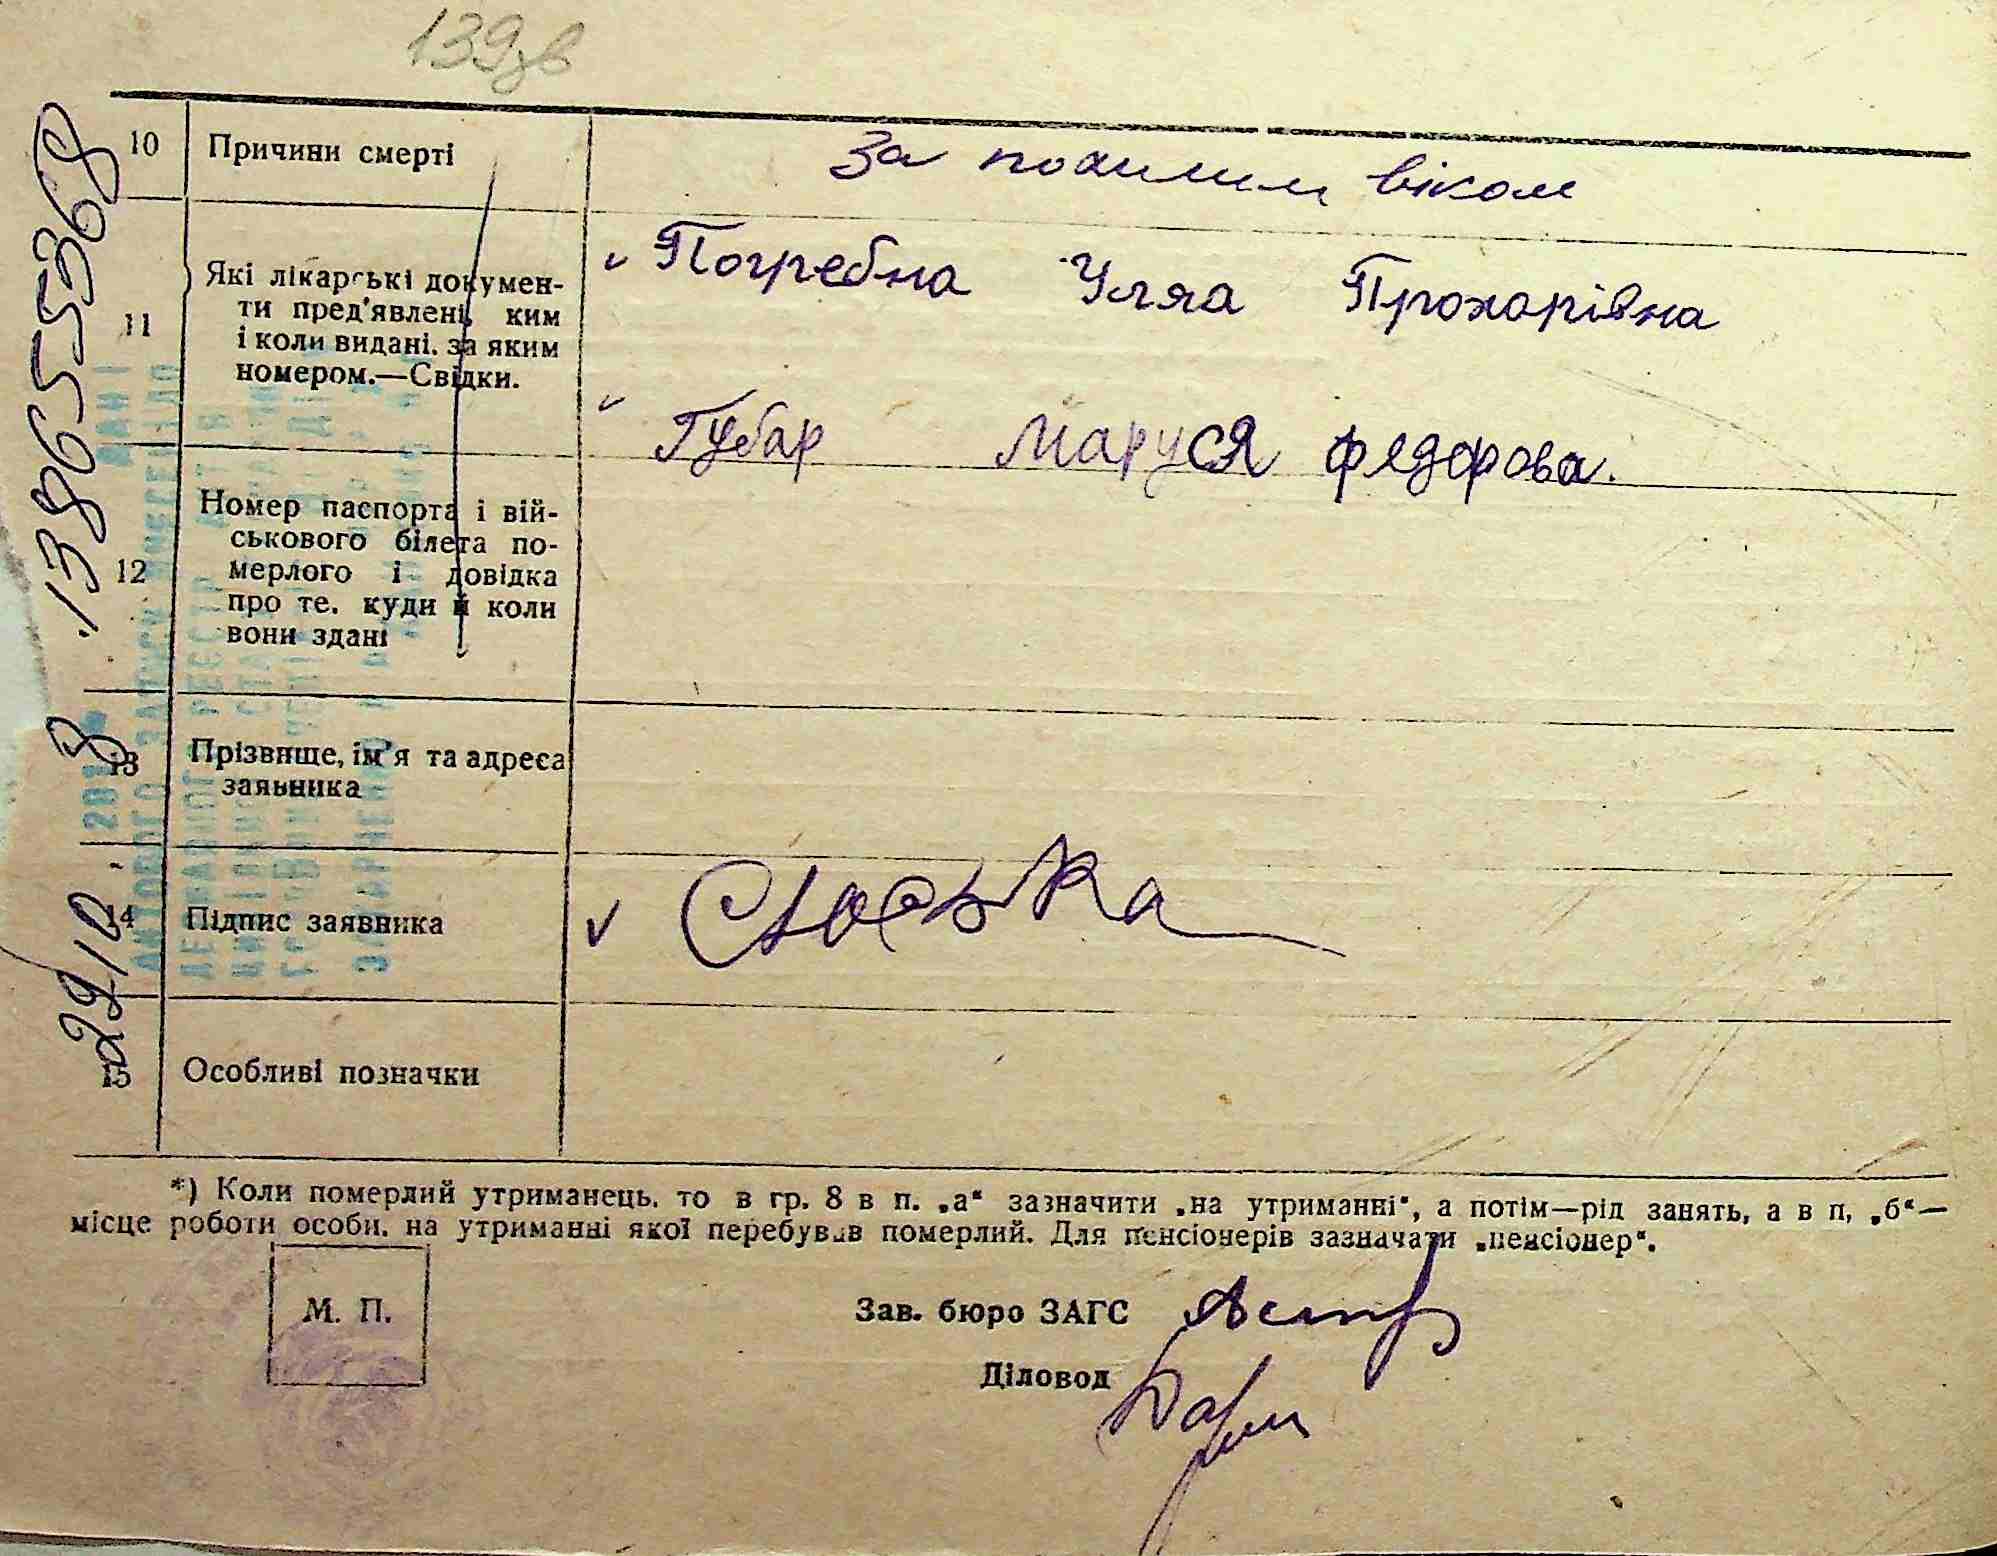 139зв
10 Причини смерті За похилим віком
11 Які лікарські докумен-
ти пред'явлені, ким
і коли видані. за яким
номером.—Свідки.
Погребна Уляа Прохорівна
Губар Маруся Федорова.
12 Номер паспорта і вій-
ськового білета по-
мерлого і довідка
про те. куди й коли
вони здані
13 Прізвище, ім'я та адреса
заявника
14 Підпис заявника
15 Особливі позначки
*) Коли померлий утриманець. то в гр. 8 в п. „а“ зазначити „на утриманні“, а потім—рід занять, а в п, „б“—
місце роботи особи. на утриманні якої перебував померлий. Для пенсіонерів зазначати „пенсіонер“.
М. П.
Зав. бюро ЗАГС
Діловод